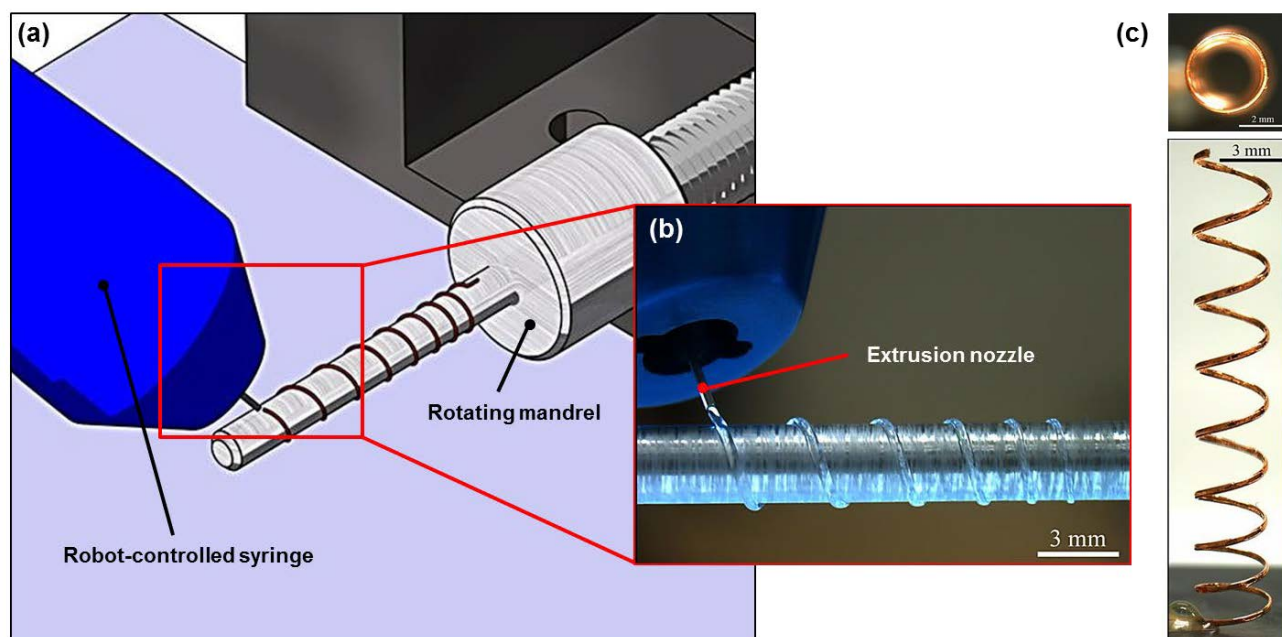 (a)
Robot-controlled syringe
Rotating mandrel
(b)
Extrusion nozzle
3 mm
(c)
2 mm
3 mm